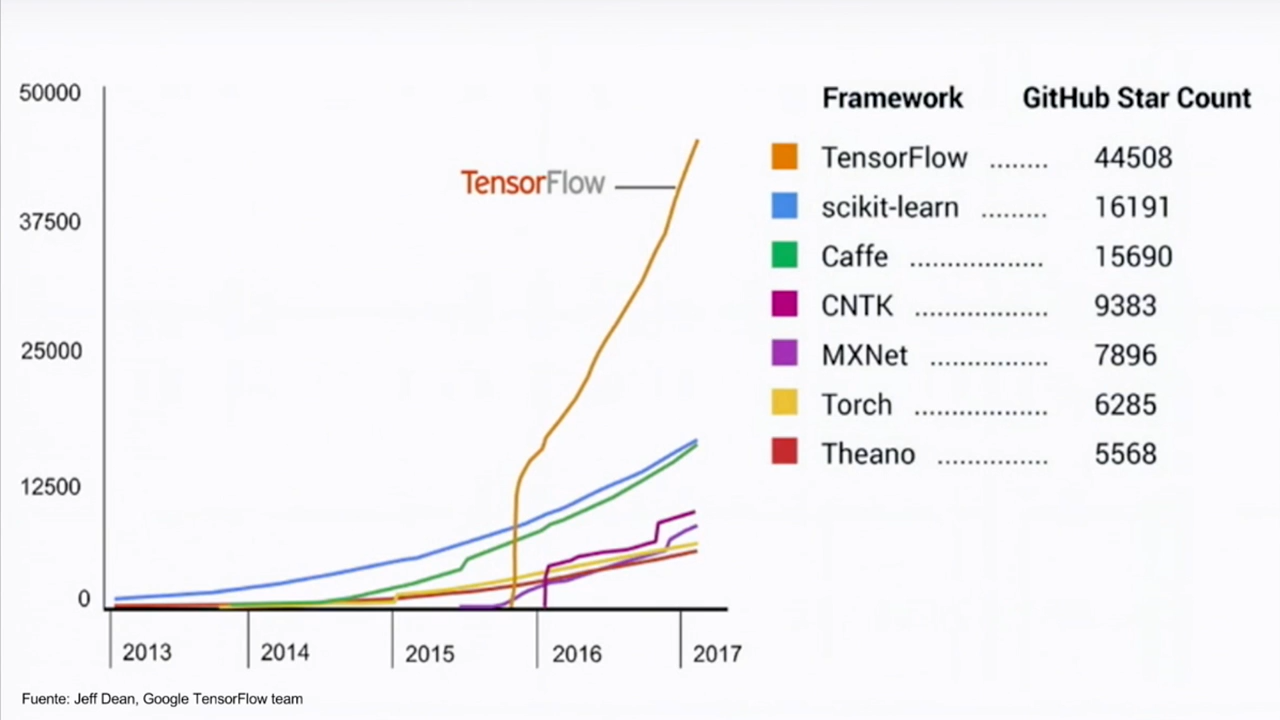 50000
37500
25000
12500
0
2013 2014 2015 2016 2017
TensorFlow
Framework GitHub Star Count
TensorFlow ........ 44508
scikit-learn ......... 16191
Caffe .................. 15690
CNTK .................. 9383
MXNet ................ 7896
Torch .................. 6285
Theano ............... 5568
Fuente: Jeff Dean, Google TensorFlow team